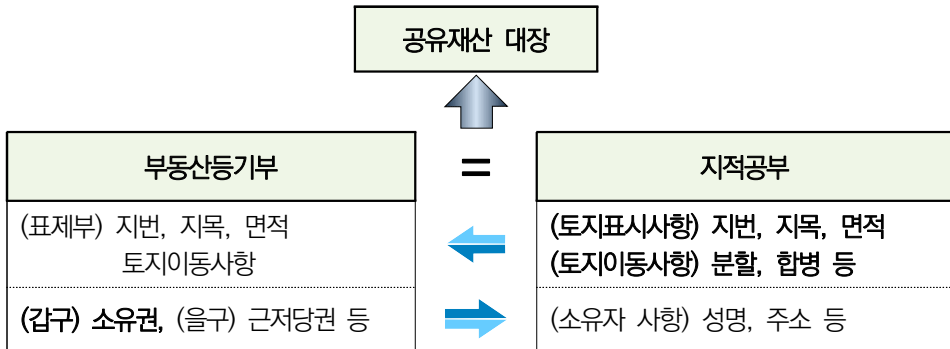 공유재산 대장
부동산등기부
=
지적공부
(표제부) 지번, 지목, 면적
토지이동사항
(토지표시사항) 지번, 지목, 면적
(토지이동사항) 분할, 합병 등
(갑구) 소유권, (을구) 근저당권 등
(소유자 사항) 성명, 주소 등